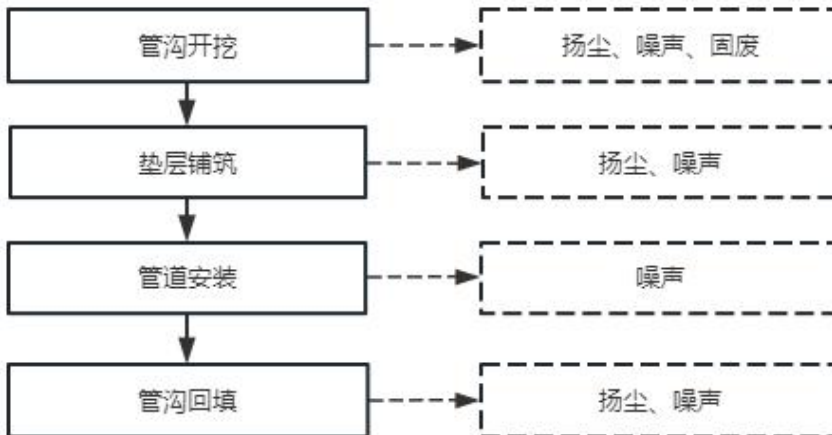 管沟开挖
扬尘、噪声、固废
垫层铺筑
扬尘、噪声
管道安装
噪声
管沟回填
扬尘、噪声